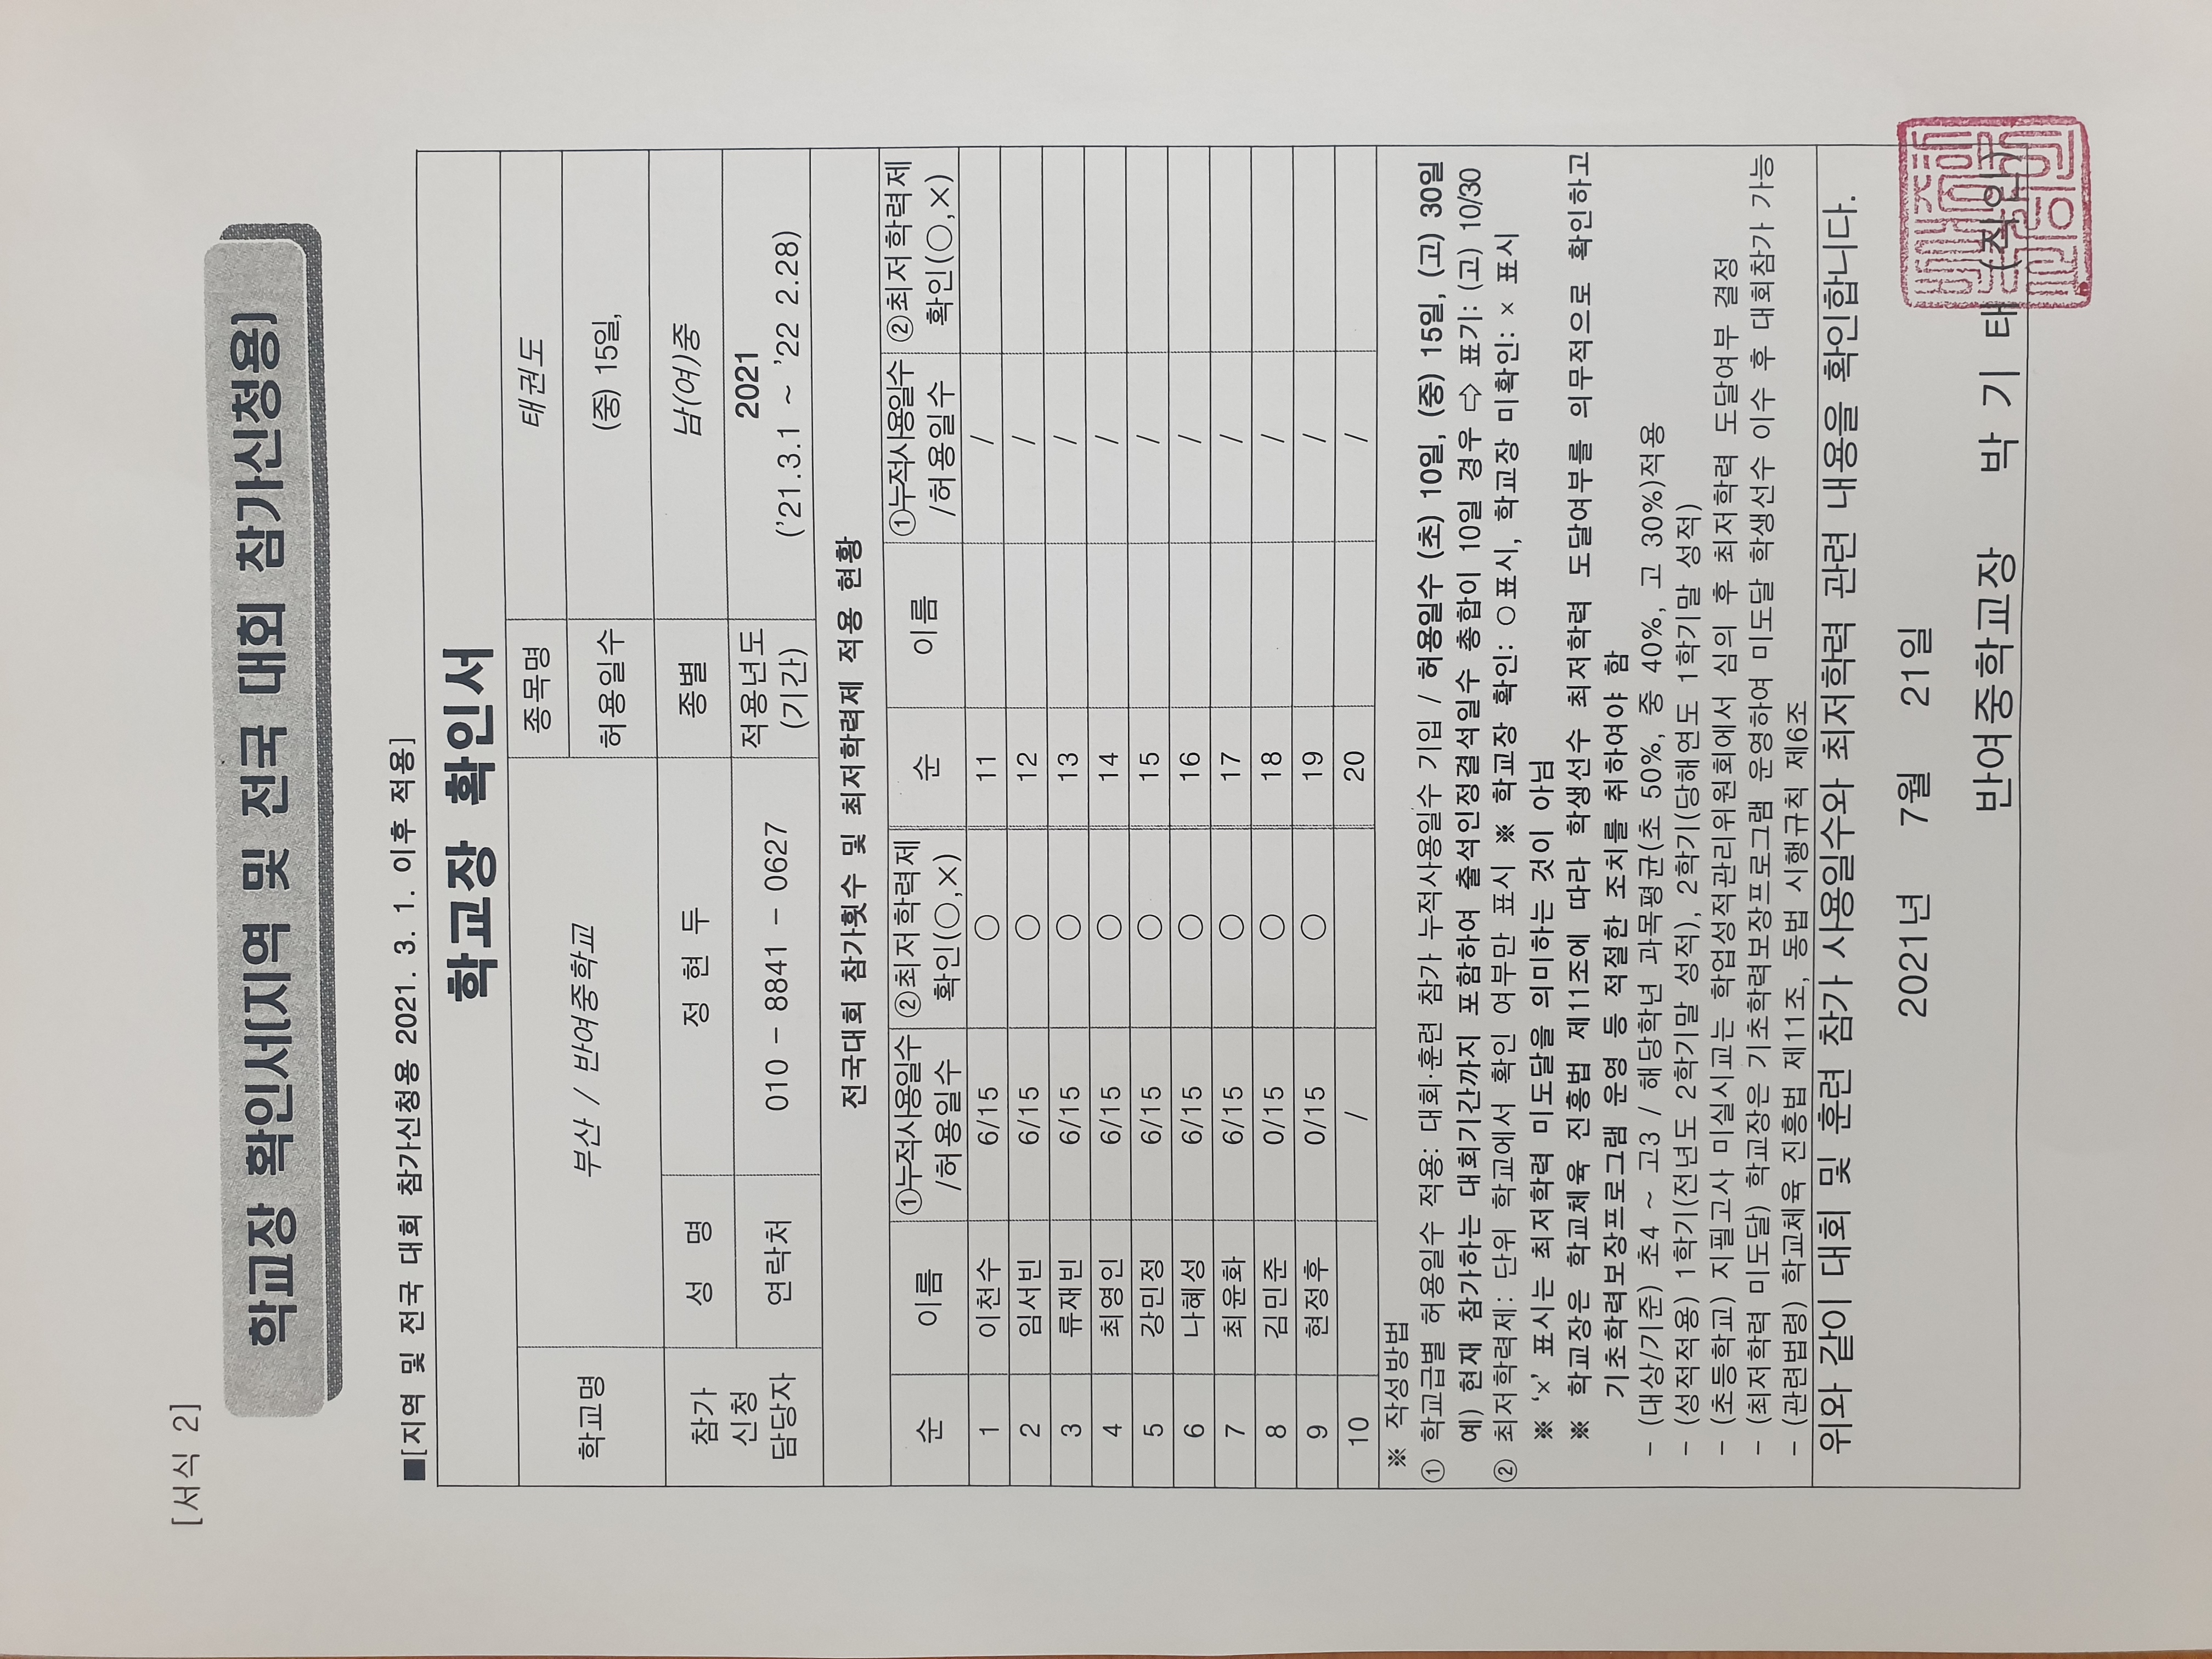 [서식 2]
학교장 확인서(지역 및 전국 대회 참가신청용)
■[지역 및 전국 대회 참가신청용 2021. 3. 1. 이후 적용]
학교장 확인서
학교명 부산 / 반여중학교 종목명 태권도
허용일수 (중) 15일,
참가 신청 담당자 성 명 정 현 두 종별 남(여)중
연락처 010 - 8841 - 0627 적용년도 (기간) 2021 ('21.3.1 ~ '22 2.28)
전국대회 참가횟수 및 최저학력제 적용 현황
순 이름 ①누적사용일수 /허용일수 ②최저학력제 확인(○,×) 순 이름 ①누적사용일수 /허용일수 ②최저학력제 확인(○,×)
1 이천수 6/15 ○ 11 /
2 임서빈 6/15 ○ 12 /
3 류재빈 6/15 ○ 13 /
4 최영인 6/15 ○ 14 /
5 강민정 6/15 ○ 15 /
6 나혜성 6/15 ○ 16 /
7 최윤화 6/15 ○ 17 /
8 김민준 0/15 ○ 18 /
9 현정후 0/15 ○ 19 /
10 / 20 /
※ 작성방법
① 학교급별 허용일수 적용: 대회·훈련 참가 누적사용일수 기입 / 허용일수 (초) 10일, (중) 15일, (고) 30일
예) 현재 참가하는 대회기간까지 포함하여 출석인정결석일수 총합이 10일 경우 ⇨ 표기: (고) 10/30
② 최저학력제: 단위 학교에서 확인 여부만 표시 ※ 학교장 확인: ○표시, 학교장 미확인: × 표시
※ '×' 표시는 최저학력 미도달을 의미하는 것이 아님
※ 학교장은 학교체육 진흥법 제11조에 따라 학생선수 최저학력 도달여부를 의무적으로 확인하고
기초학력보장프로그램 운영 등 적절한 조치를 취하여야 함
- (대상/기준) 초4 ~ 고3 / 해당학년 과목평균(초 50%, 중 40%, 고 30%)적용
- (성적적용) 1학기(전년도 2학기말 성적), 2학기(당해연도 1학기말 성적)
- (초등학교) 지필고사 미실시교는 학업성적관리위원회에서 심의 후 최저학력 도달여부 결정
- (최저학력 미도달) 학교장은 기초학력보장프로그램 운영하여 미도달 학생선수 이수 후 대회참가 가능
- (관련법령) 학교체육 진흥법 제11조, 동법 시행규칙 제6조
위와 같이 대회 및 훈련 참가 사용일수와 최저학력 관련 내용을 확인합니다.
2021년 7월 21일
반여중학교장 박 기 태 (직인)